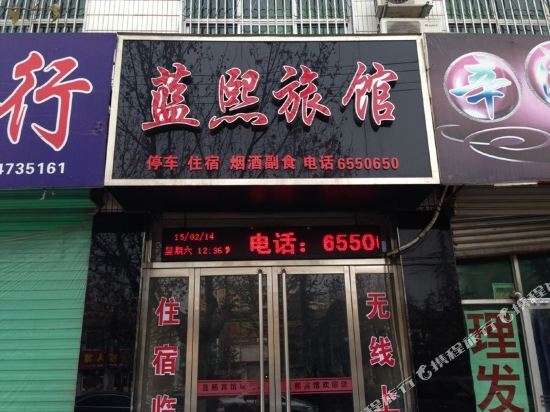 行
4735161
蓝熙旅馆
停车 住宿 烟酒副食 电话6550650
15/02/14
星期六 12:36
电话：6550
住宿临
无线上
理发
携程旅行